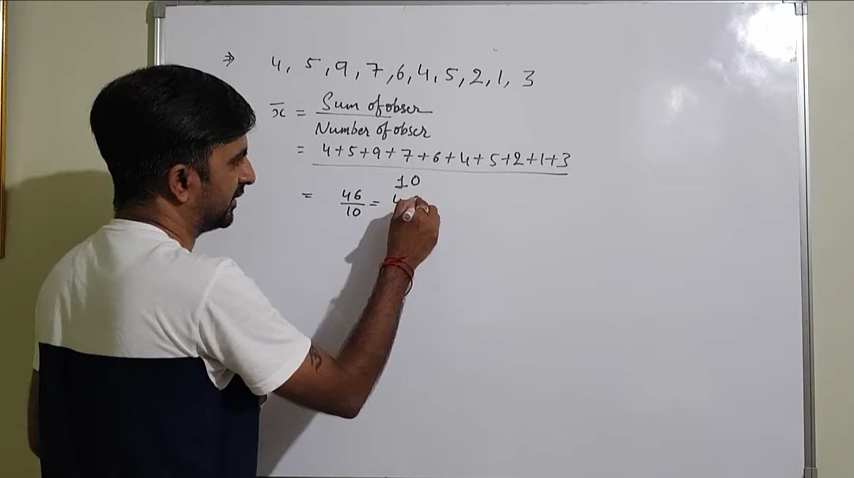 ⇒ 4, 5, 9, 7, 6, 4, 5, 2, 1, 3
x̄ = Sum of obser
Number of obser
= 4+5+9+7+6+4+5+2+1+3
10
= 46/10 = 4